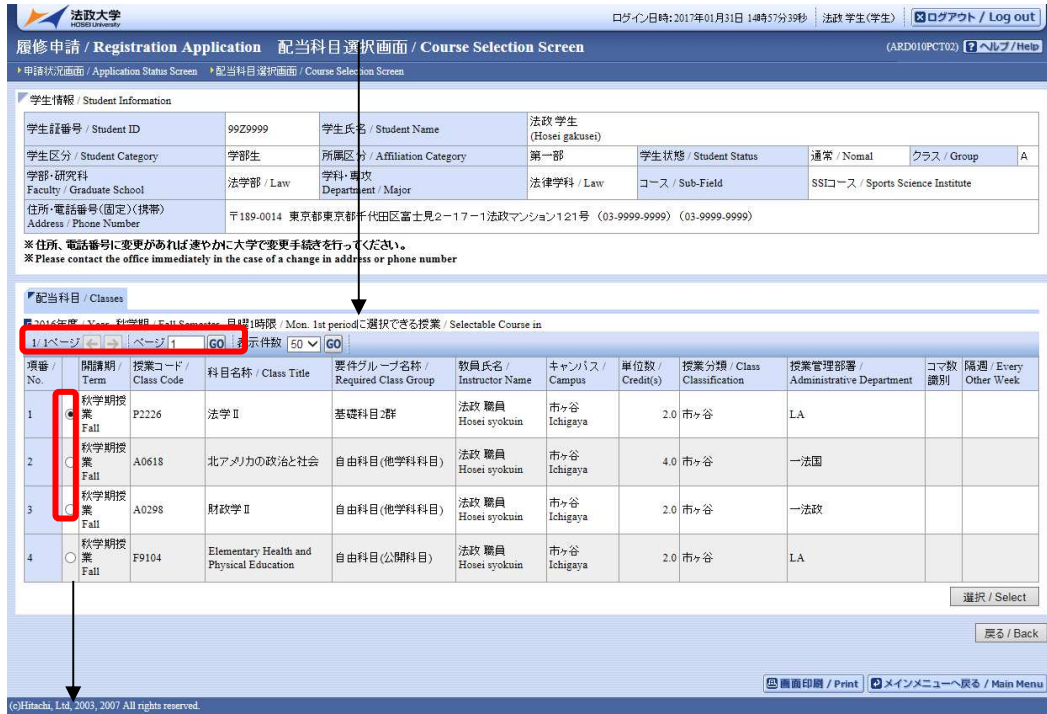 法政大学
HOSEI University
ログイン日時：2017年01月31日 14時57分39秒 法政 学生(学生) ログアウト / Log out
履修申請 / Registration Application 配当科目選択画面 / Course Selection Screen (ARD010PCT02) ヘルプ/Help
申請状況画面 / Application Status Screen 配当科目選択画面 / Course Selection Screen
学生情報 / Student Information
学生証番号 / Student ID 99Z9999 学生氏名 / Student Name 法政 学生
(Hosei gakusei)
学生区分 / Student Category 学部生 所属区分 / Affiliation Category 第一部 学生状態 / Student Status 通常 / Nomal クラス / Group A
学部・研究科
Faculty / Graduate School 法学部 / Law 学科・専攻
Department / Major 法律学科 / Law コース / Sub-Field SSIコース / Sports Science Institute
住所・電話番号(固定)(携帯)
Address / Phone Number 〒189-0014 東京都東京都千代田区富士見2-17-1法政マンション121号 (03-9999-9999) (03-9999-9999)
※住所、電話番号に変更があれば速やかに大学で変更手続きを行ってください。
※Please contact the office immediately in the case of a change in address or phone number
配当科目 / Classes
2016年度 / Year 秋学期 / Fall Semester 月曜1時限 / Mon. 1st periodに選択できる授業 / Selectable Course in
1/ 1ページ ← → ページ 1 GO 表示件数 50 GO
項番 / No. 開講期 / Term 授業コード / Class Code 科目名称 / Class Title 要件グループ名称 / Required Class Group 教員氏名 / Instructor Name キャンパス / Campus 単位数 / Credit(s) 授業分類 / Class Classification 授業管理部署 / Administrative Department コマ数識別 隔週 / Every Other Week
1 秋学期授業 Fall P2226 法学Ⅱ 基礎科目2群 法政 職員 Hosei syokuin 市ヶ谷 Ichigaya 2.0 市ヶ谷 LA
2 秋学期授業 Fall A0618 北アメリカの政治と社会 自由科目(他学科科目) 法政 職員 Hosei syokuin 市ヶ谷 Ichigaya 4.0 市ヶ谷 一法国
3 秋学期授業 Fall A0298 財政学Ⅱ 自由科目(他学科科目) 法政 職員 Hosei syokuin 市ヶ谷 Ichigaya 2.0 市ヶ谷 一法政
4 秋学期授業 Fall F9104 Elementary Health and Physical Education 自由科目(公開科目) 法政 職員 Hosei syokuin 市ヶ谷 Ichigaya 2.0 市ヶ谷 LA
選択 / Select
戻る / Back
画面印刷 / Print メインメニューへ戻る / Main Menu
(c)Hitachi, Ltd, 2003, 2007 All rights reserved.